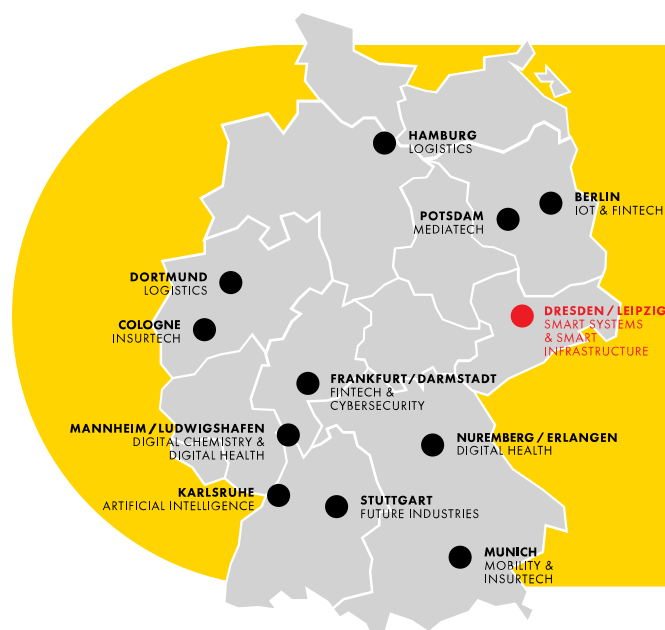 HAMBURG
LOGISTICS
BERLIN
IOT & FINTECH
POTSDAM
MEDIATECH
DORTMUND
LOGISTICS
COLOGNE
INSURTECH
DRESDEN / LEIPZIG
SMART SYSTEMS
& SMART
INFRASTRUCTURE
FRANKFURT/DARMSTADT
FINTECH &
CYBERSECURITY
MANNHEIM/LUDWIGSHAFEN
DIGITAL CHEMISTRY &
DIGITAL HEALTH
NUREMBERG / ERLANGEN
DIGITAL HEALTH
KARLSRUHE
ARTIFICIAL INTELLIGENCE
STUTTGART
FUTURE INDUSTRIES
MUNICH
MOBILITY &
INSURTECH